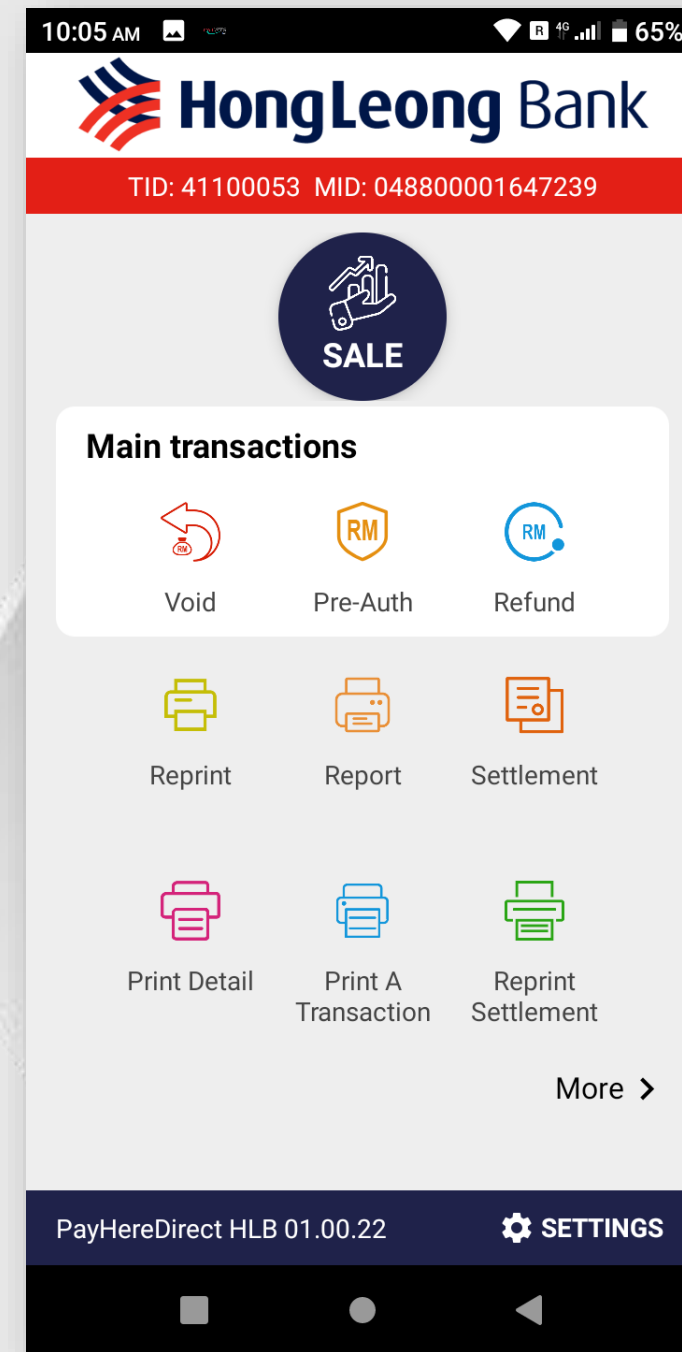 10:05 AM R 4G 65%
HongLeong Bank
TID: 41100053 MID: 048800001647239
SALE
Main transactions
RM RM RM
Void Pre-Auth Refund
Reprint Report Settlement
Print Detail Print A Reprint
Transaction Settlement
More
PayHereDirect HLB 01.00.22 SETTINGS